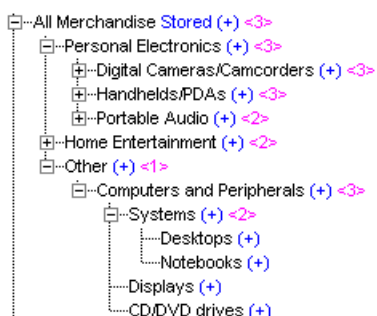 All Merchandise Stored (+) <3>
Personal Electronics (+) <3>
Digital Cameras/Camcorders (+) <3>
Handhelds/PDAs (+) <3>
Portable Audio (+) <2>
Home Entertainment (+) <2>
Other (+) <1>
Computers and Peripherals (+) <3>
Systems (+) <2>
Desktops (+)
Notebooks (+)
Displays (+)
CD/DVD drives (+)